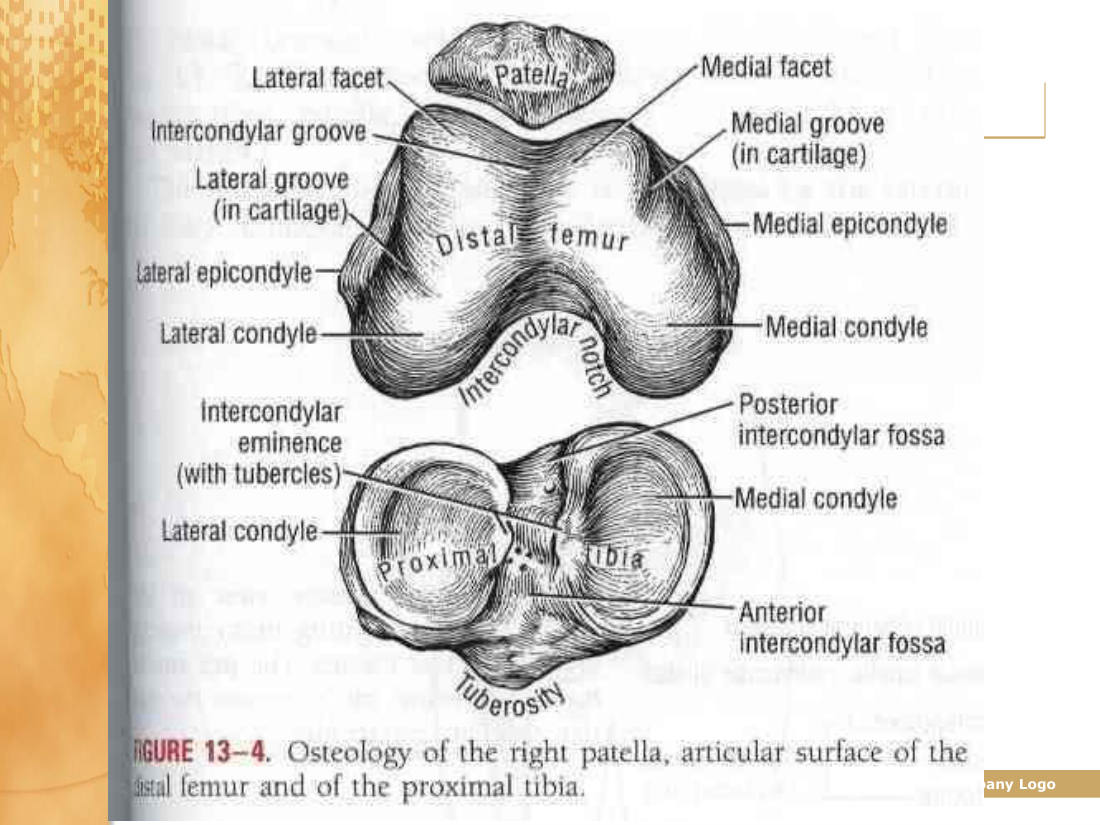 Patella
Lateral facet
Medial facet
Intercondylar groove
Medial groove
(in cartilage)
Lateral groove
(in cartilage)
Distal femur
Medial epicondyle
Lateral epicondyle
Lateral condyle
Medial condyle
Intercondylar notch
Intercondylar
eminence
(with tubercles)
Posterior
intercondylar fossa
Medial condyle
Lateral condyle
Proximal tibia
Anterior
intercondylar fossa
Tuberosity
FIGURE 13–4. Osteology of the right patella, articular surface of the
distal femur and of the proximal tibia.
any Logo